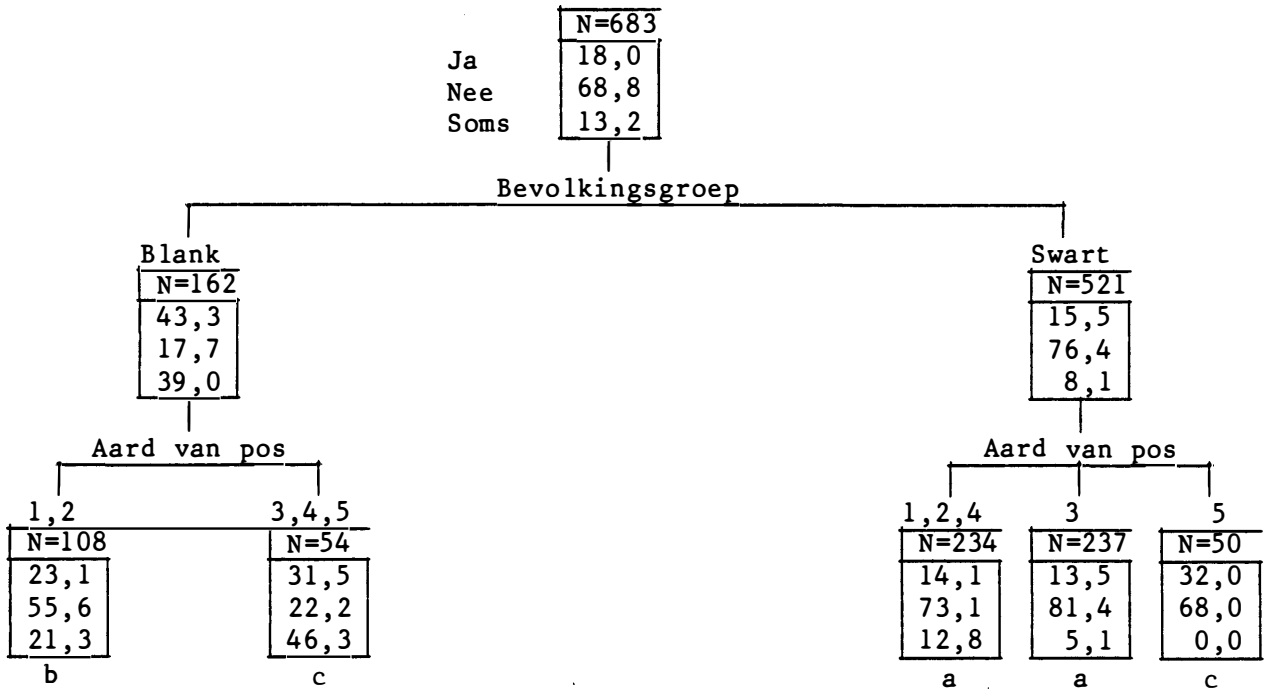 N=683
Ja 18,0
Nee 68,8
Soms 13,2
Bevolkingsgroep
Blank Swart
N=162 N=521
43,3 15,5
17,7 76,4
39,0 8,1
Aard van pos Aard van pos
1,2 3,4,5 1,2,4 3 5
N=108 N=54 N=234 N=237 N=50
23,1 31,5 14,1 13,5 32,0
55,6 22,2 73,1 81,4 68,0
21,3 46,3 12,8 5,1 0,0
b c a a c